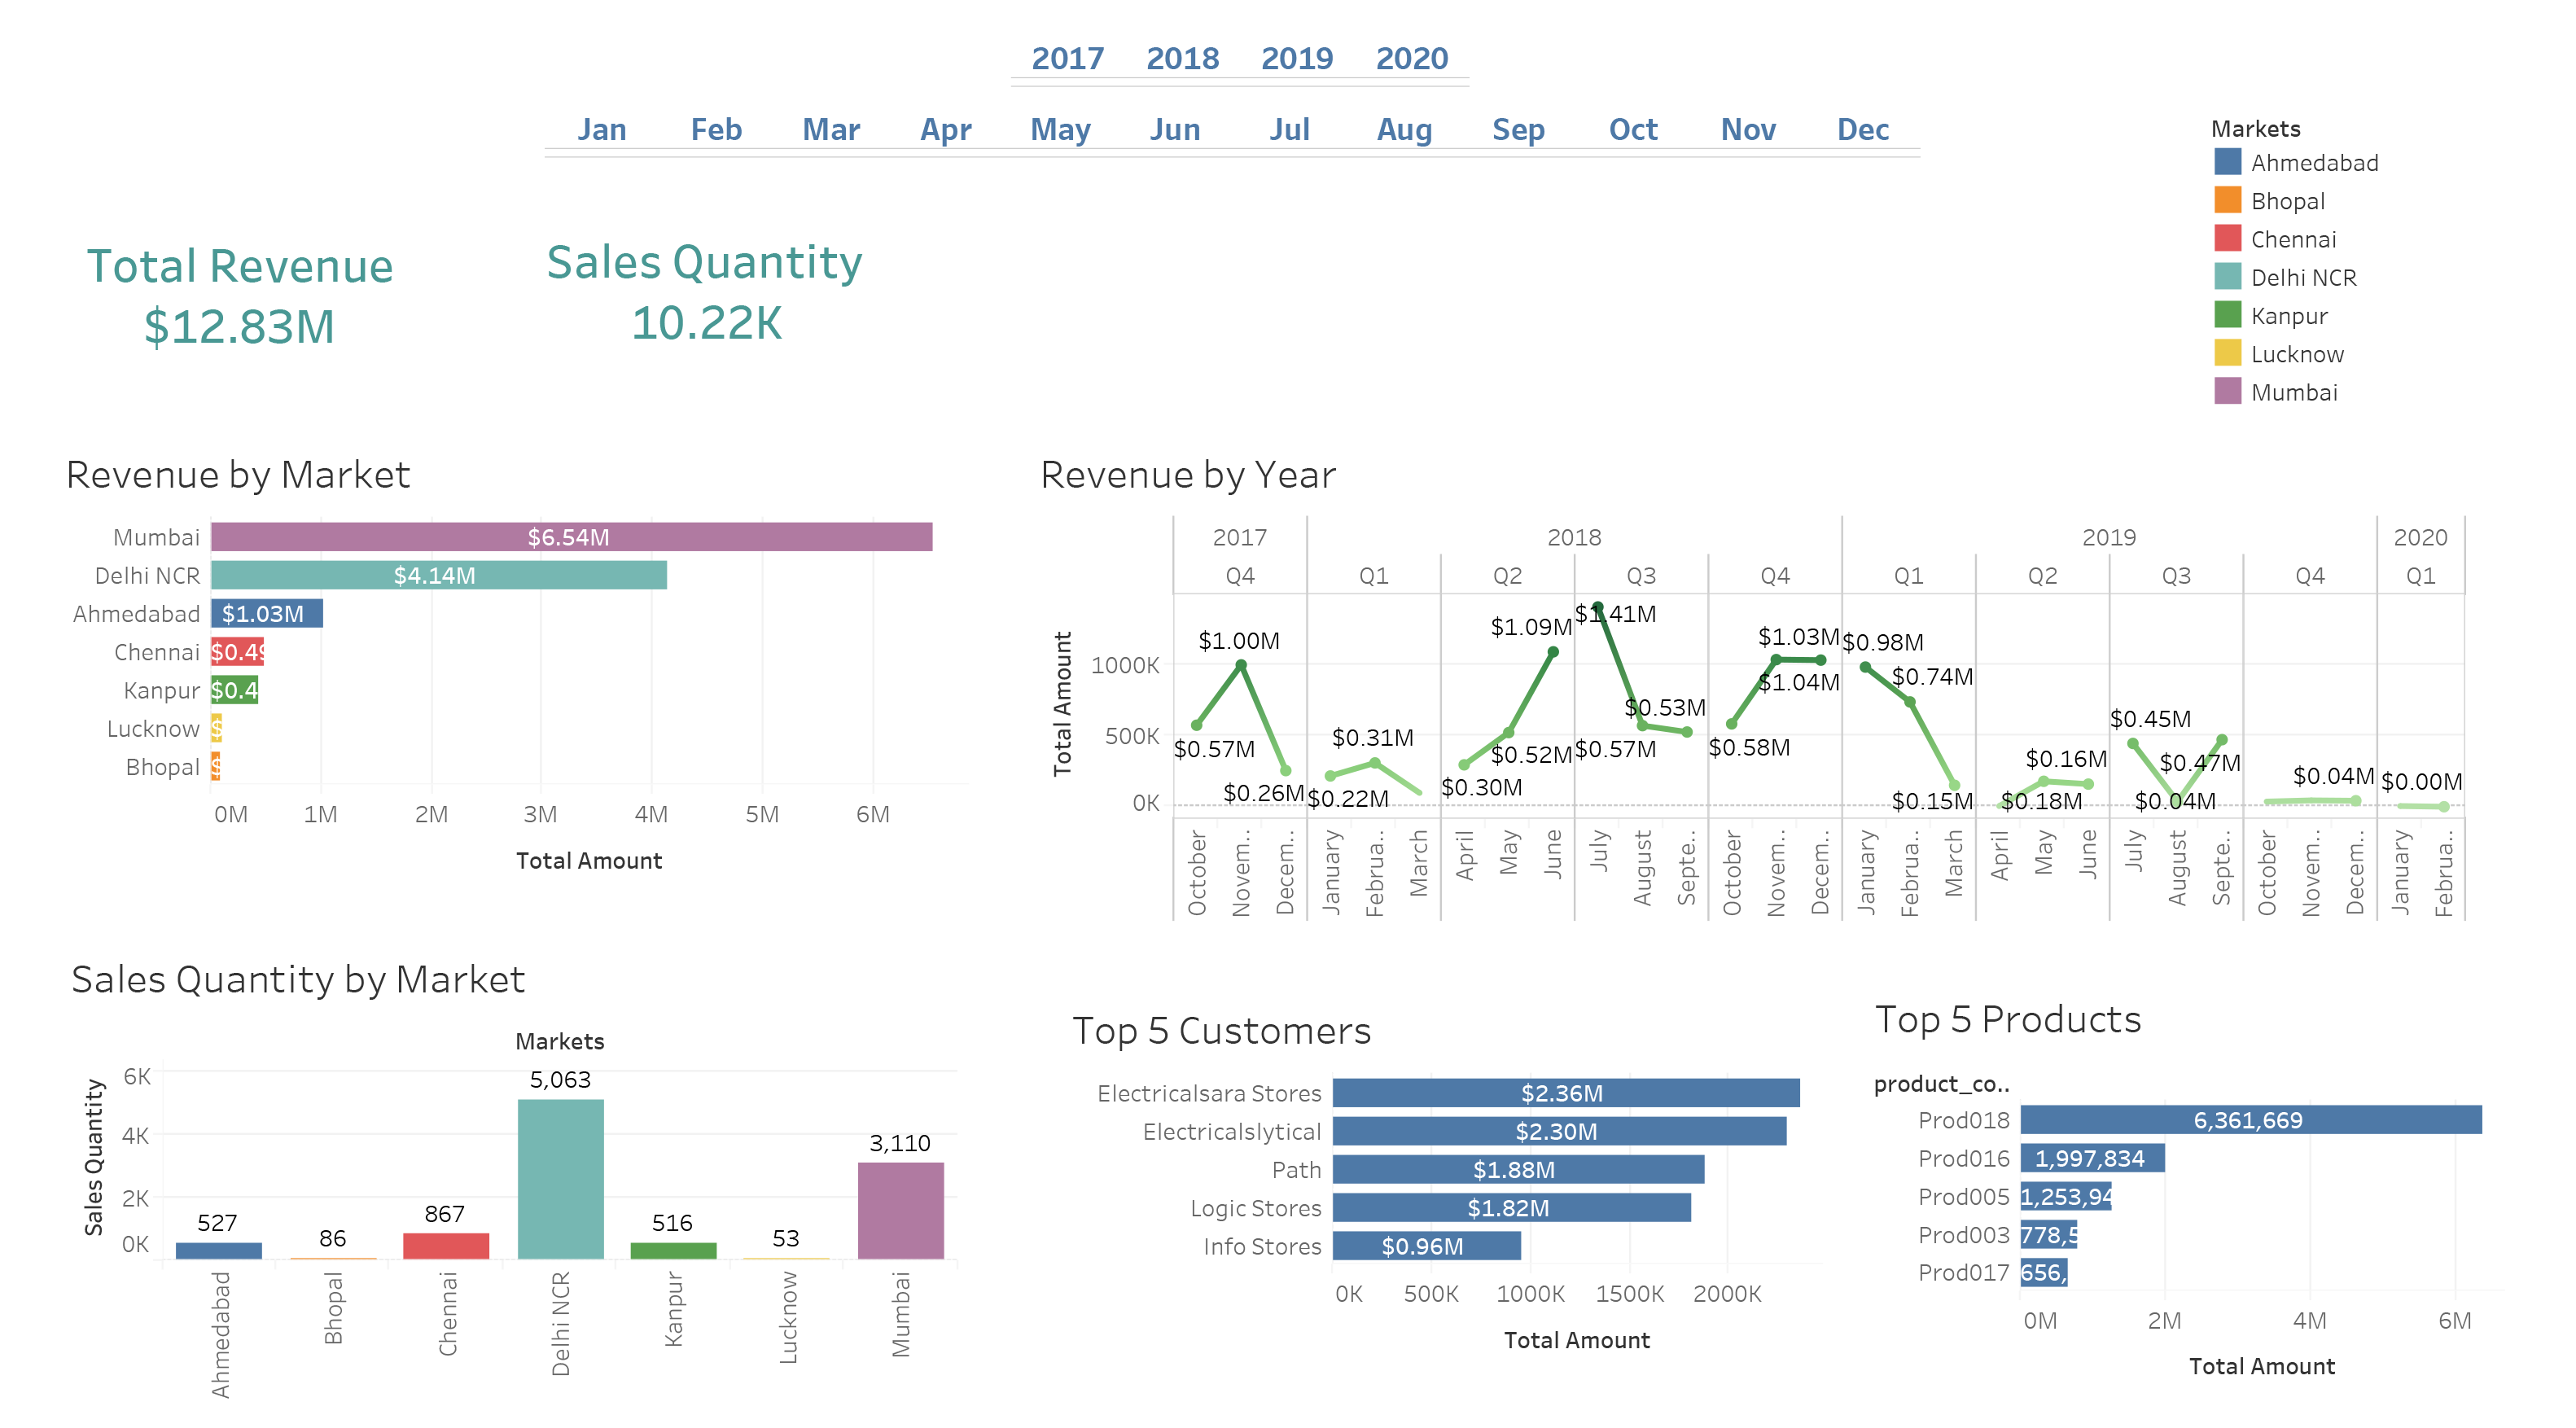 2017 2018 2019 2020
Jan Feb Mar Apr May Jun Jul Aug Sep Oct Nov Dec
Markets
Ahmedabad
Bhopal
Chennai
Delhi NCR
Kanpur
Lucknow
Mumbai
Total Revenue
$12.83M
Sales Quantity
10.22K
Revenue by Market
Mumbai $6.54M
Delhi NCR $4.14M
Ahmedabad $1.03M
Chennai $0.49
Kanpur $0.4
Lucknow $
Bhopal $
0M 1M 2M 3M 4M 5M 6M
Total Amount
Revenue by Year
2017 2018 2019 2020
Q4 Q1 Q2 Q3 Q4 Q1 Q2 Q3 Q4 Q1
Total Amount
1000K
500K
0K
$0.57M
$1.00M
$0.26M
$0.22M
$0.31M
$0.30M
$0.52M
$1.09M
$1.41M
$0.57M
$0.53M
$0.58M
$1.03M
$1.04M
$0.98M
$0.74M
$0.15M
$0.18M
$0.16M
$0.45M
$0.04M
$0.47M
$0.04M
$0.00M
October Novem.. Decem.. January Februa.. March April May June July August Septe.. October Novem.. Decem.. January Februa.. March April May June July August Septe.. October Novem.. Decem.. January Februa..
Sales Quantity by Market
Markets
Sales Quantity
6K
4K
2K
0K
527
86
867
5,063
516
53
3,110
Ahmedabad Bhopal Chennai Delhi NCR Kanpur Lucknow Mumbai
Top 5 Customers
Electricalsara Stores $2.36M
Electricalslytical $2.30M
Path $1.88M
Logic Stores $1.82M
Info Stores $0.96M
0K 500K 1000K 1500K 2000K
Total Amount
Top 5 Products
product_co..
Prod018 6,361,669
Prod016 1,997,834
Prod005 1,253,94
Prod003 778,5
Prod017 656,
0M 2M 4M 6M
Total Amount